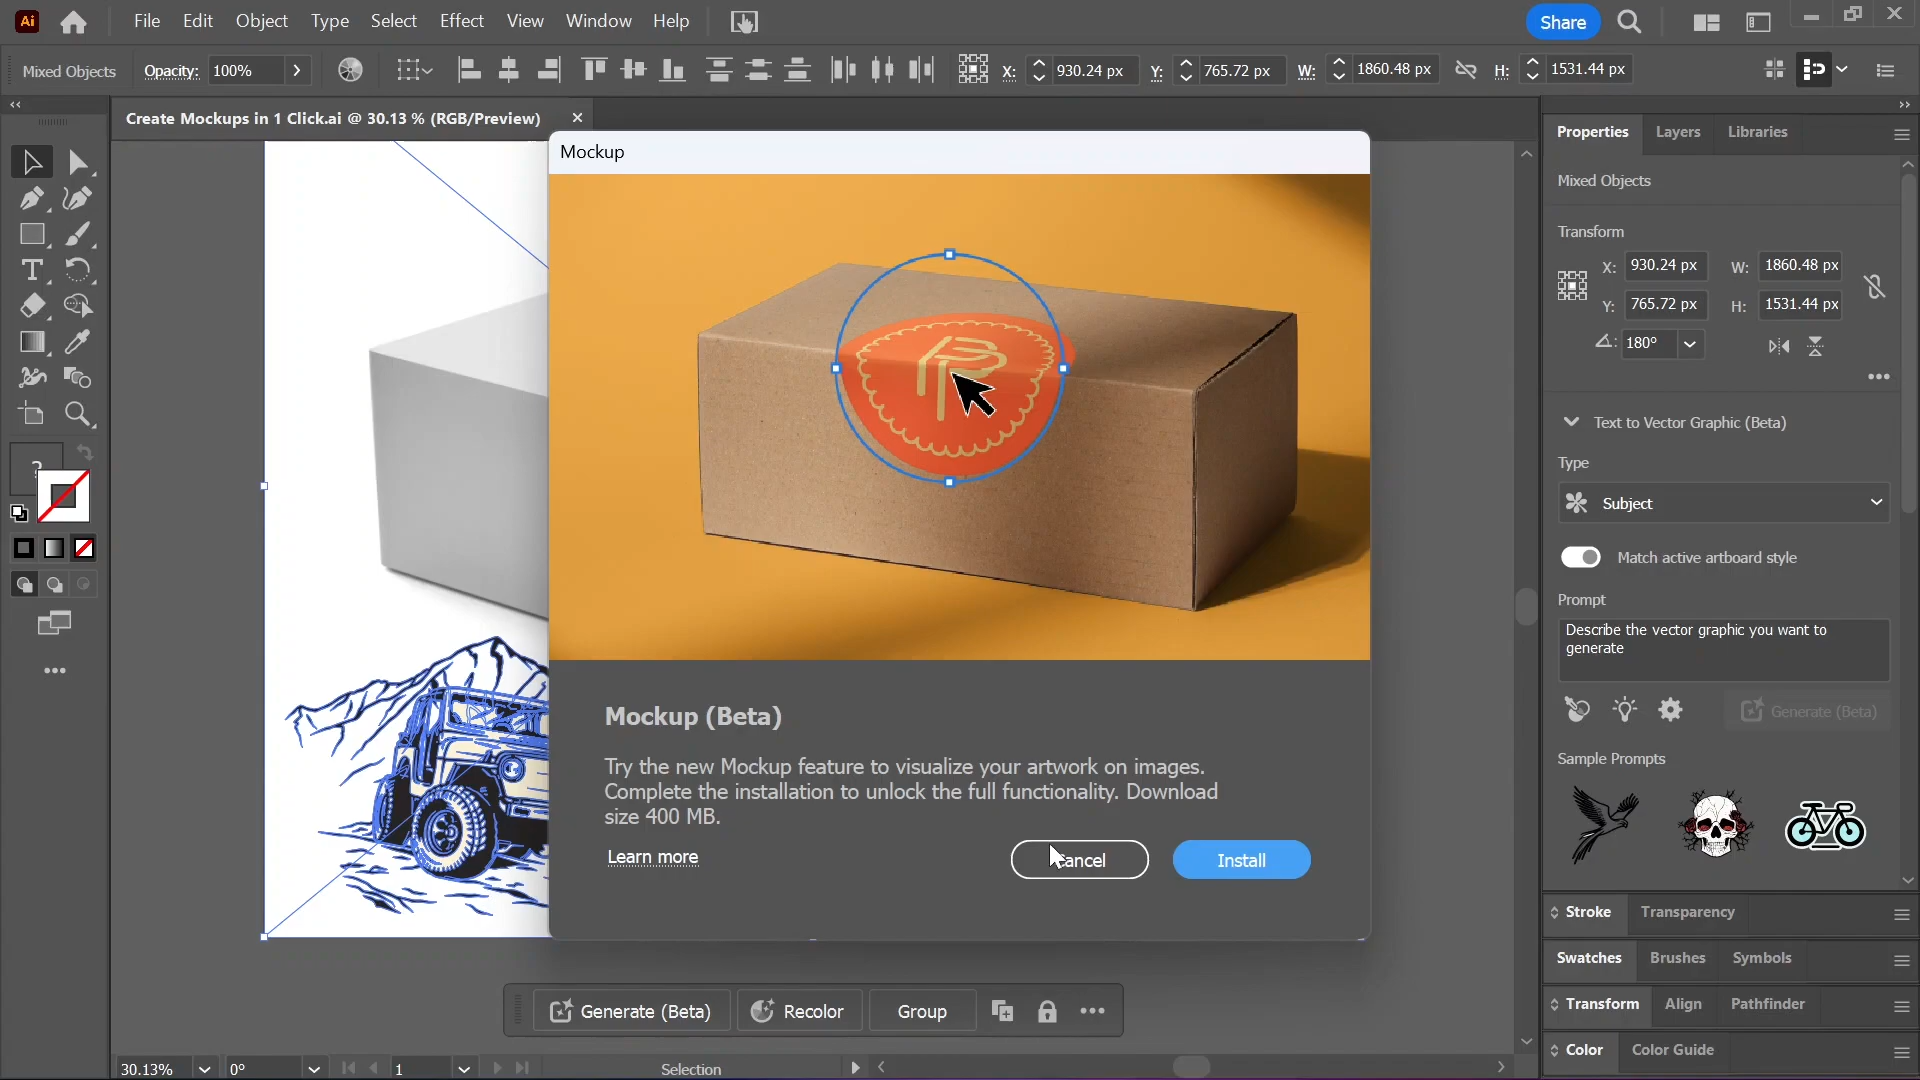 Ai File Edit Object Type Select Effect View Window Help Share
Mixed Objects Opacity: 100% X: 930.24 px Y: 765.72 px W: 1860.48 px H: 1531.44 px
Create Mockups in 1 Click.ai @ 30.13 % (RGB/Preview)
Mockup
Mockup (Beta)
Try the new Mockup feature to visualize your artwork on images.
Complete the installation to unlock the full functionality. Download
size 400 MB.
Learn more
Cancel Install
Generate (Beta) Recolor Group
30.13% 0° 1 Selection
Properties Layers Libraries
Mixed Objects
Transform
X: 930.24 px W: 1860.48 px
Y: 765.72 px H: 1531.44 px
180°
Text to Vector Graphic (Beta)
Type
Subject
Match active artboard style
Prompt
Describe the vector graphic you want to
generate
Generate (Beta)
Sample Prompts
Stroke Transparency
Swatches Brushes Symbols
Transform Align Pathfinder
Color Color Guide